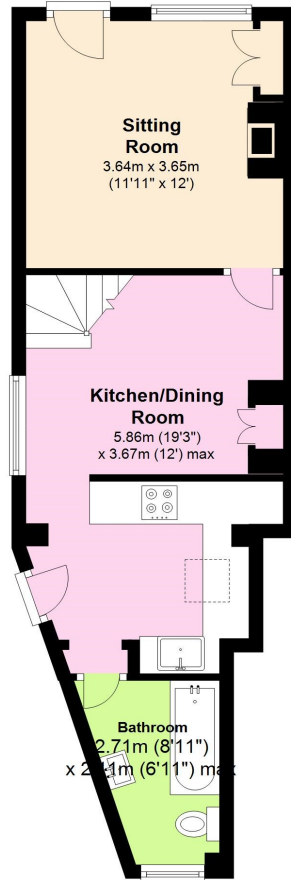 Sitting
Room
3.64m x 3.65m
(11'11" x 12')
Kitchen/Dining
Room
5.86m (19'3")
x 3.67m (12') max
Bathroom
2.71m (8'11")
x 2.11m (6'11") max